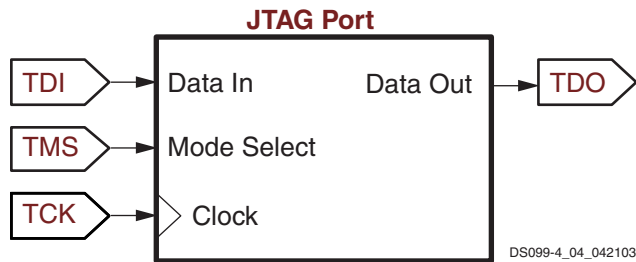 JTAG Port
TDI
Data In
Data Out
TDO
TMS
Mode Select
TCK
Clock
DS099-4_04_042103